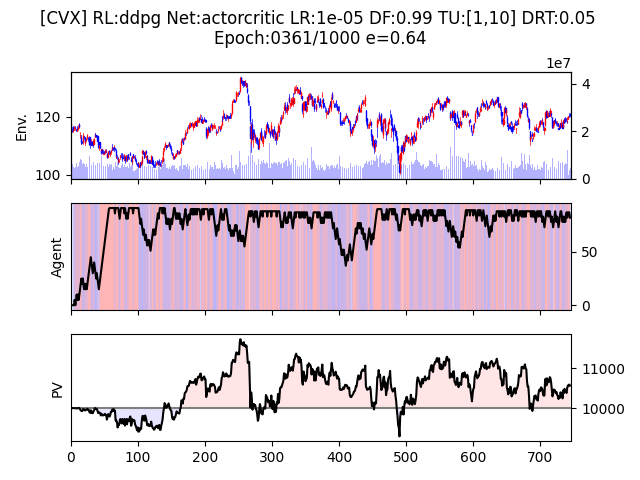 [CVX] RL:ddpg Net:actorcritic LR:1e-05 DF:0.99 TU:[1,10] DRT:0.05
Epoch:0361/1000 e=0.64
1e7
Env.
120
100
4
2
0
Agent
50
0
PV
11000
10000
0 100 200 300 400 500 600 700